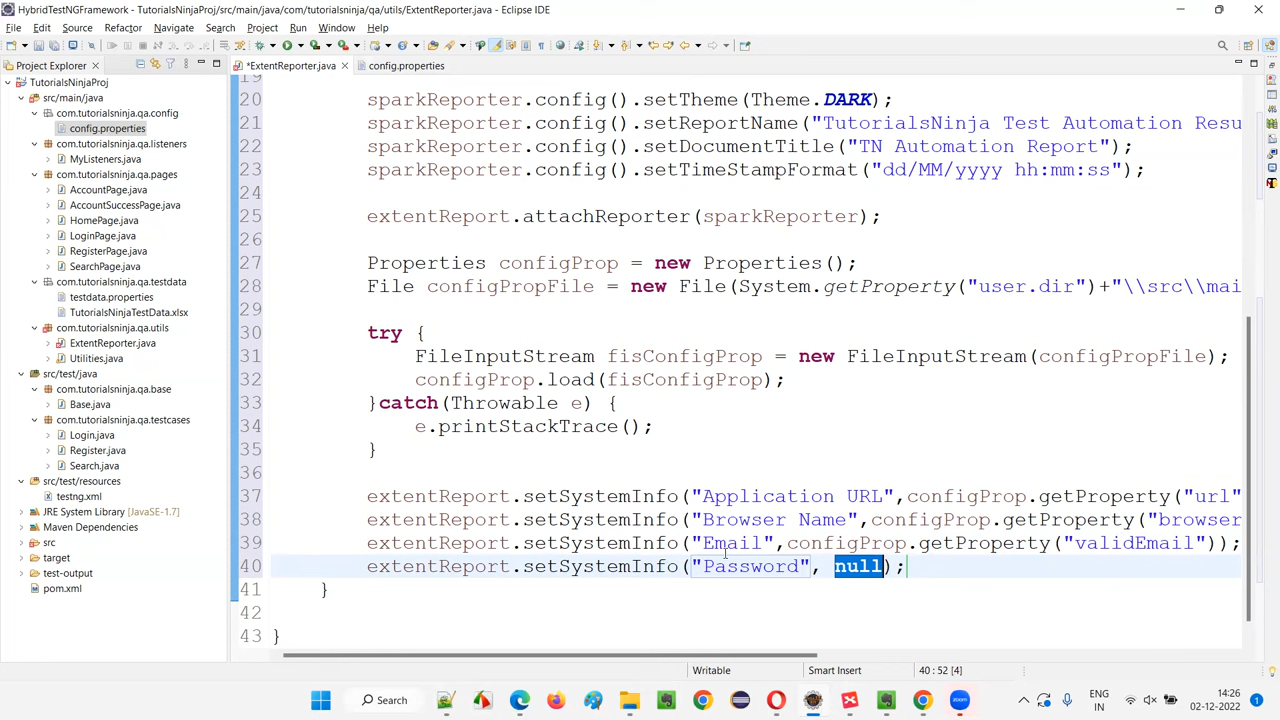 HybridTestNGFramework - TutorialsNinjaProj/src/main/java/com/tutorialsninja/qa/utils/ExtentReporter.java - Eclipse IDE
File Edit Source Refactor Navigate Search Project Run Window Help
Project Explorer
*ExtentReporter.java
config.properties
TutorialsNinjaProj
src/main/java
com.tutorialsninja.qa.config
config.properties
com.tutorialsninja.qa.listeners
MyListeners.java
com.tutorialsninja.qa.pages
AccountPage.java
AccountSuccessPage.java
HomePage.java
LoginPage.java
RegisterPage.java
SearchPage.java
com.tutorialsninja.qa.testdata
testdata.properties
TutorialsNinjaTestData.xlsx
com.tutorialsninja.qa.utils
ExtentReporter.java
Utilities.java
src/test/java
com.tutorialsninja.qa.base
Base.java
com.tutorialsninja.qa.testcases
Login.java
Register.java
Search.java
src/test/resources
testng.xml
JRE System Library [JavaSE-1.7]
Maven Dependencies
src
target
test-output
pom.xml
19
20 sparkReporter.config().setTheme(Theme.DARK);
21 sparkReporter.config().setReportName("TutorialsNinja Test Automation Resu
22 sparkReporter.config().setDocumentTitle("TN Automation Report");
23 sparkReporter.config().setTimeStampFormat("dd/MM/yyyy hh:mm:ss");
24
25 extentReport.attachReporter(sparkReporter);
26
27 Properties configProp = new Properties();
28 File configPropFile = new File(System.getProperty("user.dir")+"\\src\\mai
29
30 try {
31 FileInputStream fisConfigProp = new FileInputStream(configPropFile);
32 configProp.load(fisConfigProp);
33 }catch(Throwable e) {
34 e.printStackTrace();
35 }
36
37 extentReport.setSystemInfo("Application URL",configProp.getProperty("url"
38 extentReport.setSystemInfo("Browser Name",configProp.getProperty("browser
39 extentReport.setSystemInfo("Email",configProp.getProperty("validEmail"));
40 extentReport.setSystemInfo("Password", null);
41 }
42
43 }
Writable Smart Insert 40 : 52 [4]
Search
ENG
IN
14:26
02-12-2022
1